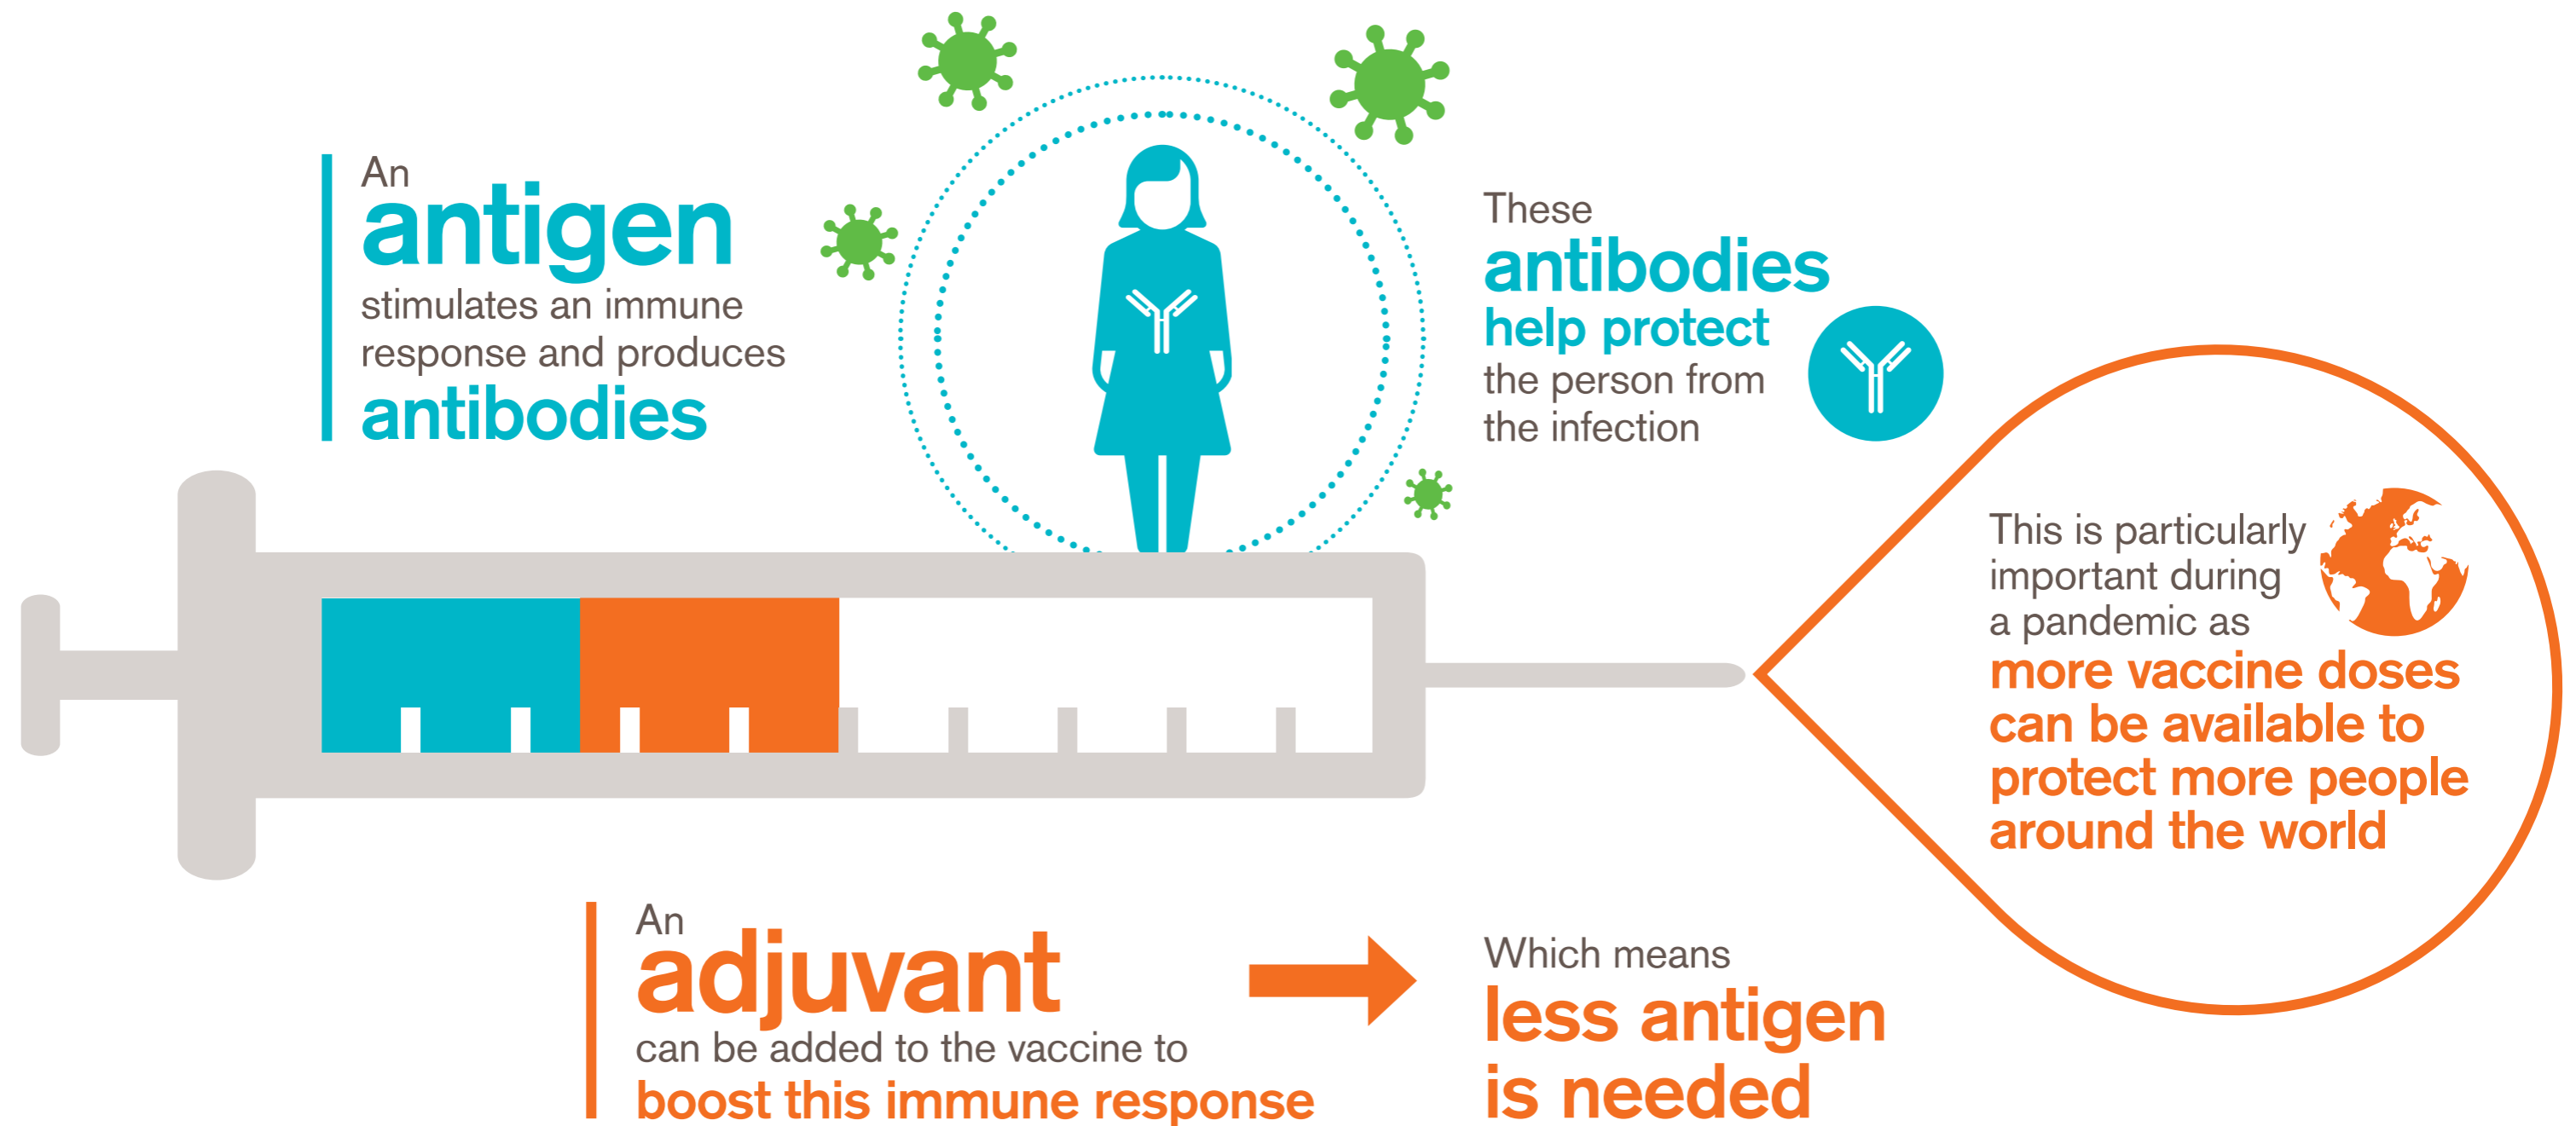 An
antigen
stimulates an immune
response and produces
antibodies
These
antibodies
help protect
the person from
the infection
This is particularly
important during
a pandemic as
more vaccine doses
can be available to
protect more people
around the world
An
adjuvant
can be added to the vaccine to
boost this immune response
Which means
less antigen
is needed